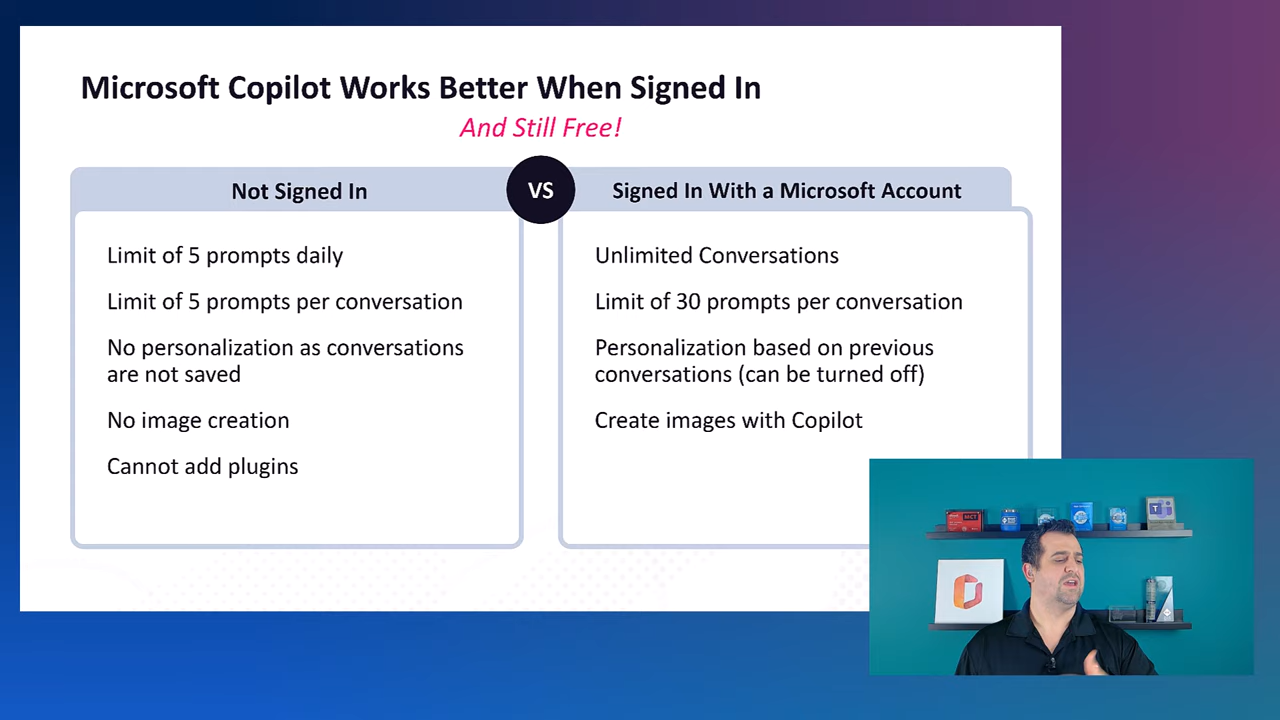 Microsoft Copilot Works Better When Signed In
And Still Free!
Not Signed In
VS
Signed In With a Microsoft Account
Limit of 5 prompts daily
Limit of 5 prompts per conversation
No personalization as conversations
are not saved
No image creation
Cannot add plugins
Unlimited Conversations
Limit of 30 prompts per conversation
Personalization based on previous
conversations (can be turned off)
Create images with Copilot
MCT
T